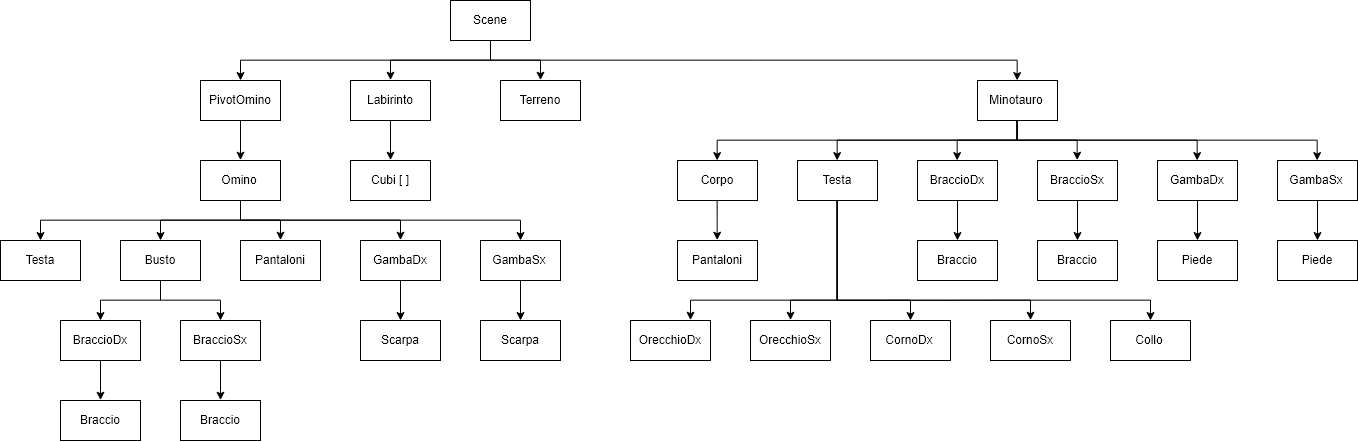 Scene
PivotOmino
Labirinto
Terreno
Minotauro
Omino
Cubi [ ]
Corpo
Testa
BraccioDx
BraccioSx
GambaDx
GambaSx
Testa
Busto
Pantaloni
GambaDx
GambaSx
Pantaloni
Braccio
Braccio
Piede
Piede
BraccioDx
BraccioSx
Scarpa
Scarpa
OrecchioDx
OrecchioSx
CornoDx
CornoSx
Collo
Braccio
Braccio